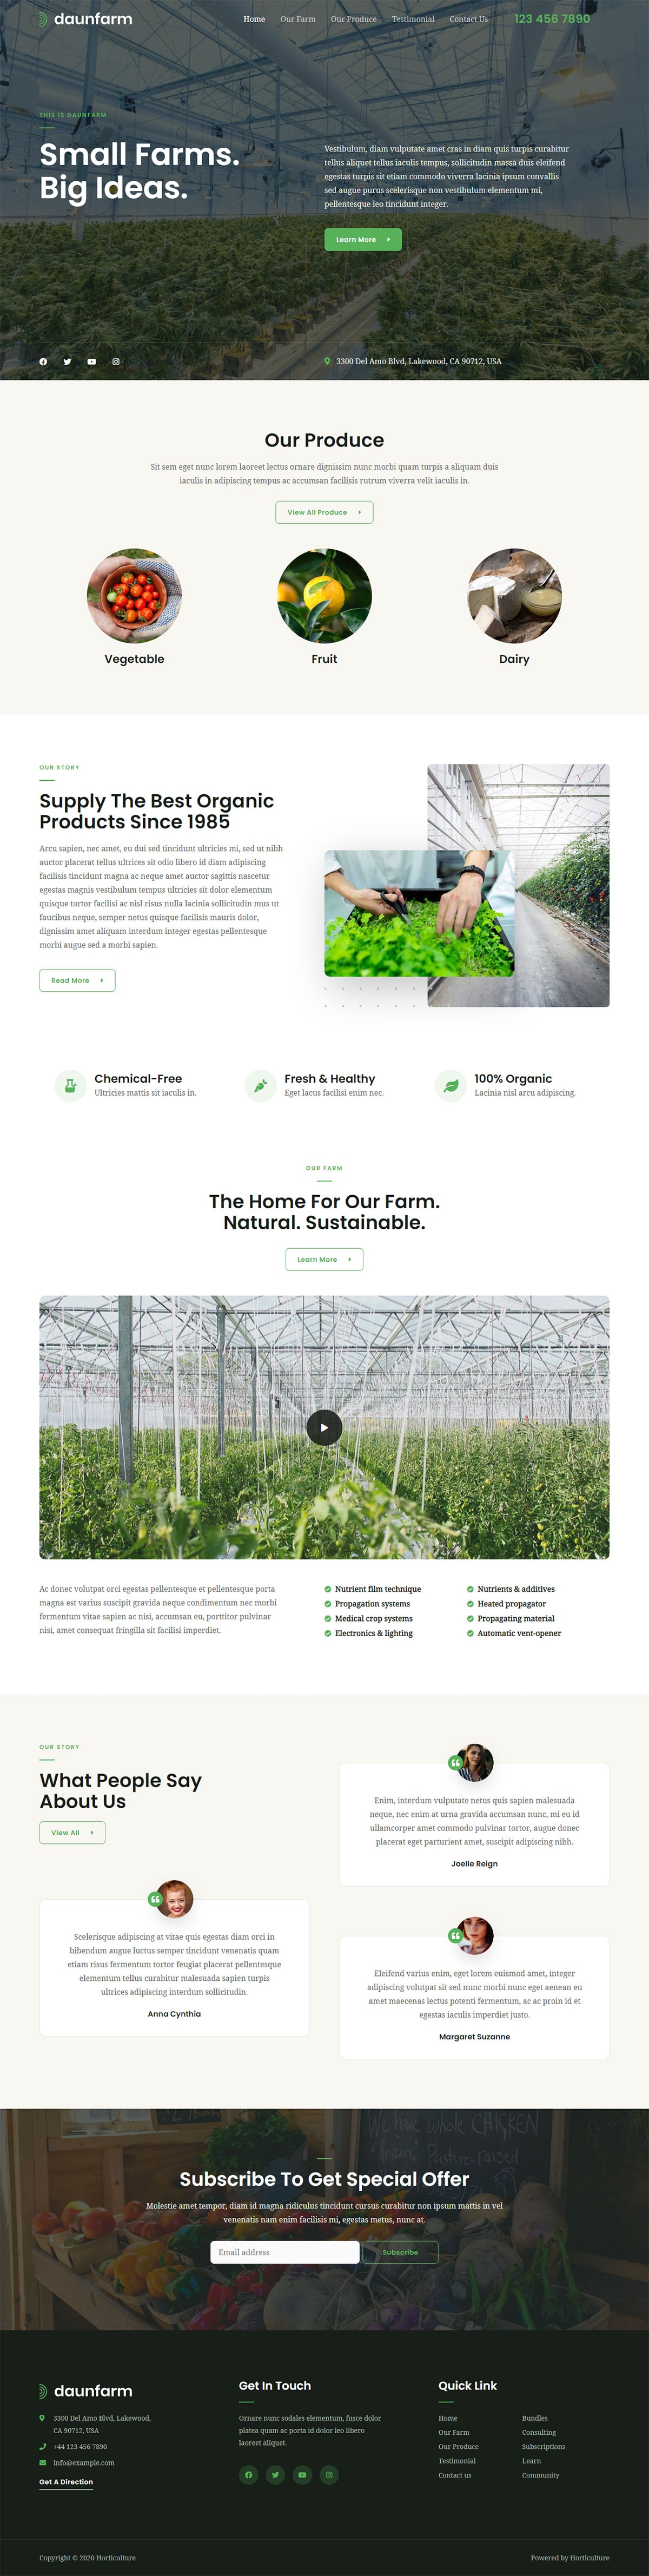 daunfarm
Home
Our Farm
Our Produce
Testimonial
Contact Us
123 456 7890
THIS IS DAUNFARM
Small Farms.
Big Ideas.
Vestibulum, diam vulputate amet cras in diam quis turpis curabitur
tellus aliquet tellus iaculis tempus, sollicitudin massa duis eleifend
egestas turpis sit etiam commodo viverra lacinia ipsum convallis
sed augue purus scelerisque non vestibulum elementum mi,
pellentesque leo tincidunt integer.
Learn More
3300 Del Amo Blvd, Lakewood, CA 90712, USA
Our Produce
Sit sem eget nunc lorem laoreet lectus ornare dignissim nunc morbi quam turpis a aliquam duis
iaculis in adipiscing tempus ac accumsan facilisis rutrum viverra velit iaculis in.
View All Produce
Vegetable
Fruit
Dairy
OUR STORY
Supply The Best Organic
Products Since 1985
Arcu sapien, nec amet, eu dui sed tincidunt ultricies mi, sed ut nibh
auctor placerat tellus ultrices sit odio libero id diam adipiscing
facilisis tincidunt magna ac neque amet auctor sagittis nascetur
egestas magnis vestibulum tempus ultricies sit dolor elementum
quisque tortor facilisi ac nisl risus nulla lacinia sollicitudin mus ut
faucibus neque, semper netus quisque facilisis mauris dolor,
dignissim amet aliquam interdum integer egestas pellentesque
morbi augue sed a morbi sapien.
Read More
Chemical-Free
Ultricies mattis sit iaculis in.
Fresh & Healthy
Eget lacus facilisi enim nec.
100% Organic
Lacinia nisl arcu adipiscing.
OUR FARM
The Home For Our Farm.
Natural. Sustainable.
Learn More
Ac donec volutpat orci egestas pellentesque et pellentesque porta
magna est varius suscipit gravida neque condimentum nec morbi
fermentum vitae sapien ac nisi, accumsan eu, porttitor pulvinar
nisi, amet consequat fringilla sit facilisi imperdiet.
Nutrient film technique
Propagation systems
Medical crop systems
Electronics & lighting
Nutrients & additives
Heated propagator
Propagating material
Automatic vent-opener
OUR STORY
What People Say
About Us
View All
Scelerisque adipiscing at vitae quis egestas diam orci in
bibendum augue luctus semper tincidunt venenatis quam
etiam risus fermentum tortor feugiat placerat pellentesque
elementum tellus curabitur malesuada sapien turpis
ultrices adipiscing interdum sollicitudin.
Anna Cynthia
Enim, interdum vulputate netus quis sapien malesuada
neque, nec enim at urna gravida accumsan nunc, mi eu id
ullamcorper amet commodo pulvinar tortor, augue donec
placerat eget parturient amet, suscipit adipiscing nibh.
Joelle Reign
Eleifend varius enim, eget lorem euismod amet, integer
adipiscing volutpat sit sed nunc morbi nunc eget aenean eu
amet maecenas lectus potenti fermentum, ac ac proin id et
egestas iaculis imperdiet justo.
Margaret Suzanne
We have whole CHICKEN
Subscribe To Get Special Offer
Molestie amet tempor, diam id magna ridiculus tincidunt cursus curabitur non ipsum mattis in vel
venenatis nam enim facilisis mi, egestas metus, nunc at.
Email address
Subscribe
daunfarm
3300 Del Amo Blvd, Lakewood,
CA 90712, USA
+44 123 456 7890
info@example.com
Get A Direction
Get In Touch
Ornare nunc sodales elementum, fusce dolor
platea quam ac porta id dolor leo libero
laoreet aliquet.
Quick Link
Home
Our Farm
Our Produce
Testimonial
Contact us
Bundles
Consulting
Subscriptions
Learn
Community
Copyright © 2020 Horticulture
Powered by Horticulture